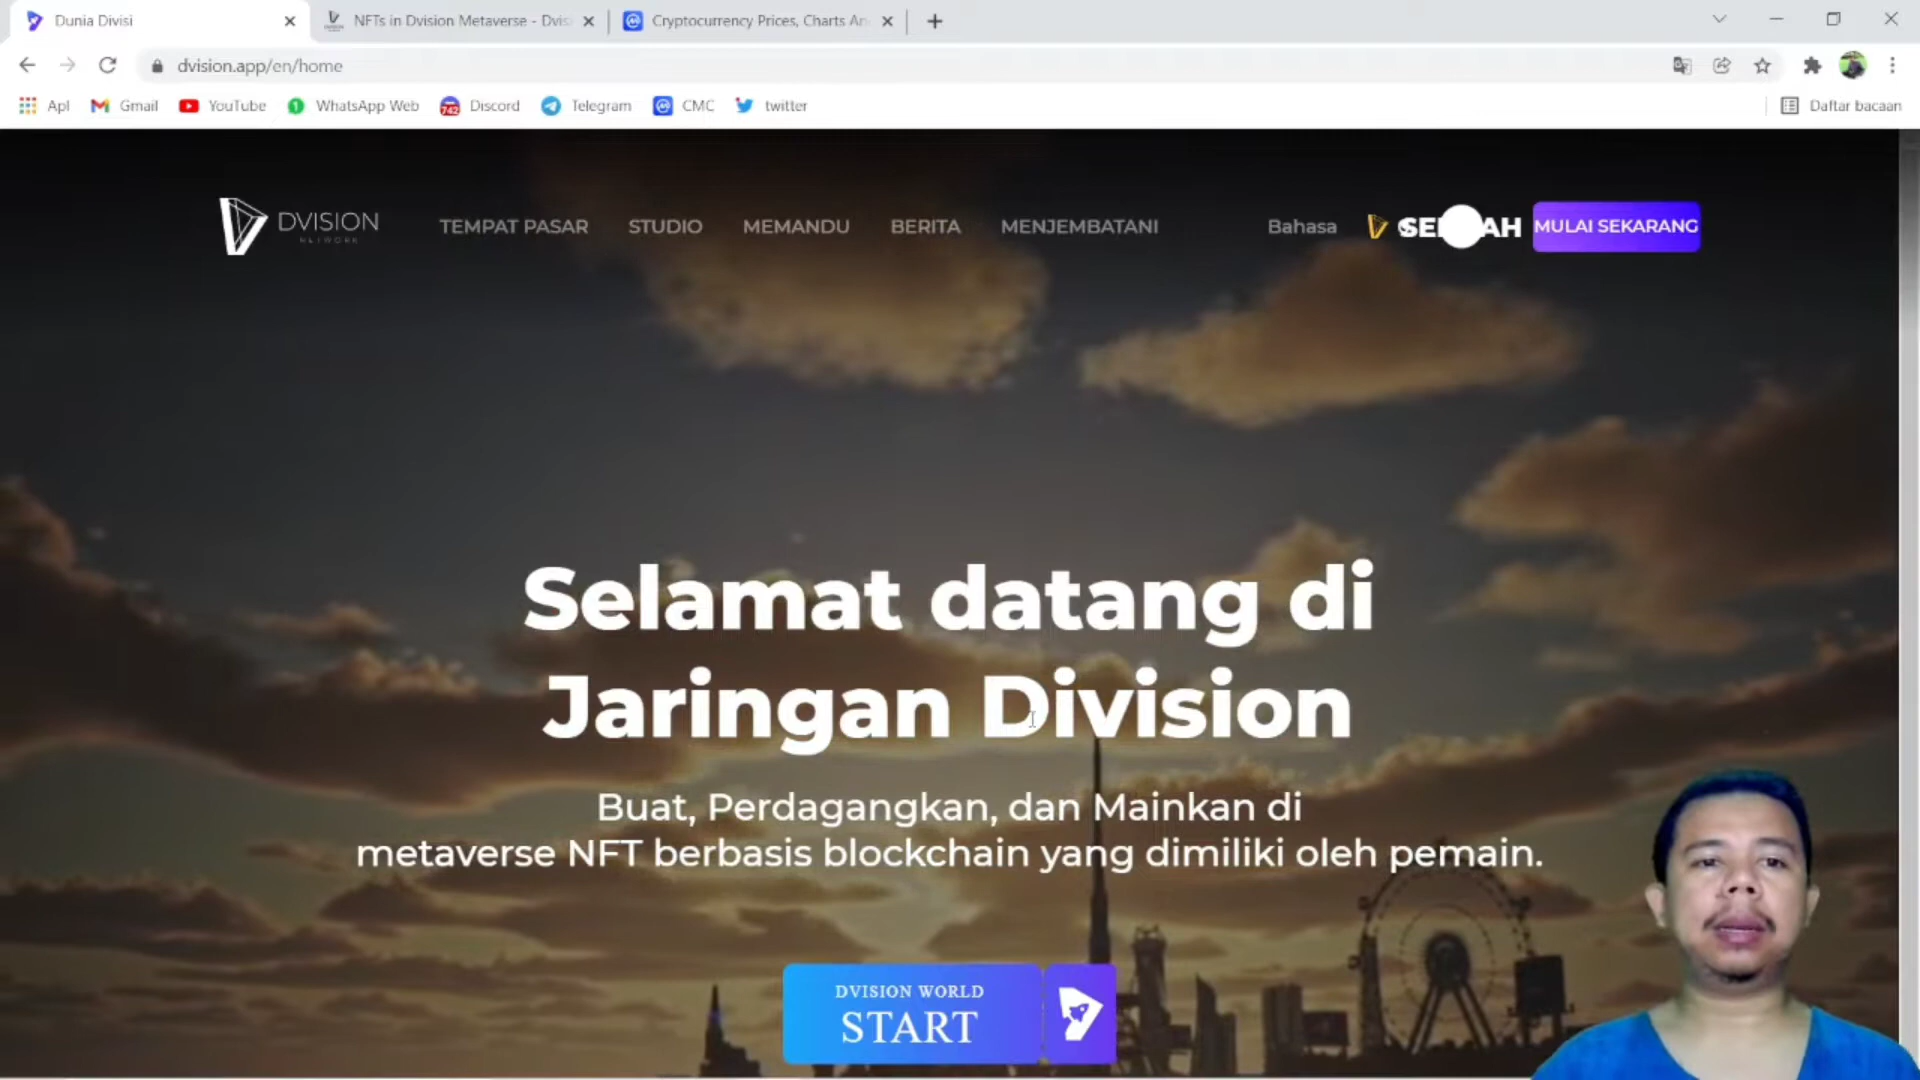 Dunia Divisi
NFTs in Dvision Metaverse - Dvis
Cryptocurrency Prices, Charts An
dvision.app/en/home
Apl
Gmail
YouTube
WhatsApp Web
742
Discord
Telegram
CMC
twitter
Daftar bacaan
DVISION
NETWORK
TEMPAT PASAR
STUDIO
MEMANDU
BERITA
MENJEMBATANI
Bahasa
MULAI SEKARANG
Selamat datang di
Jaringan Division
Buat, Perdagangkan, dan Mainkan di
metaverse NFT berbasis blockchain yang dimiliki oleh pemain.
DVISION WORLD
START